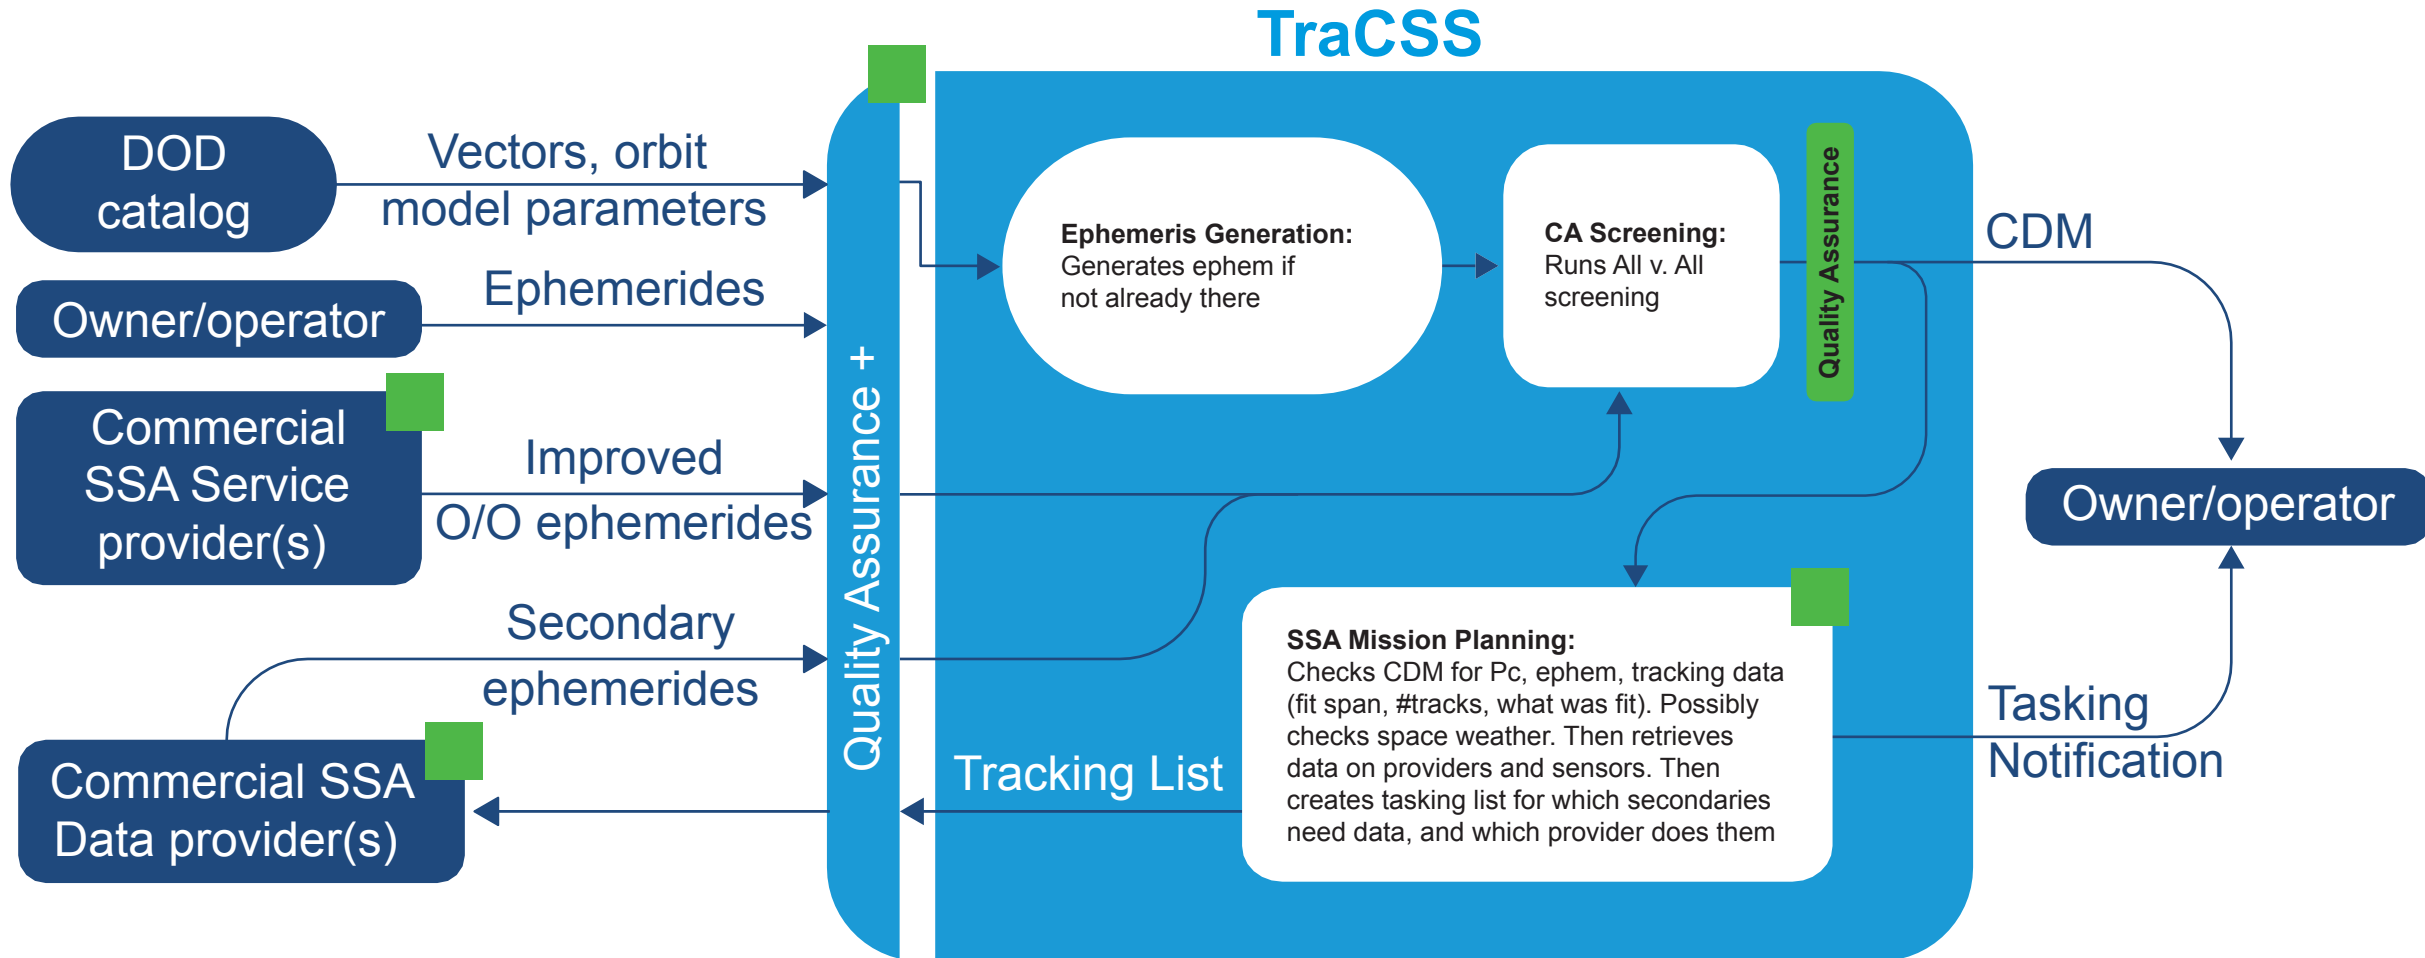 TraCSS
DOD
catalog
Vectors, orbit
model parameters
Owner/operator
Ephemerides
Commercial
SSA Service
provider(s)
Improved
O/O ephemerides
Commercial SSA
Data provider(s)
Secondary
ephemerides
Quality Assurance +
Ephemeris Generation:
Generates ephem if
not already there
CA Screening:
Runs All v. All
screening
Quality Assurance
CDM
Owner/operator
SSA Mission Planning:
Checks CDM for Pc, ephem, tracking data
(fit span, #tracks, what was fit). Possibly
checks space weather. Then retrieves
data on providers and sensors. Then
creates tasking list for which secondaries
need data, and which provider does them
Tracking List
Tasking
Notification